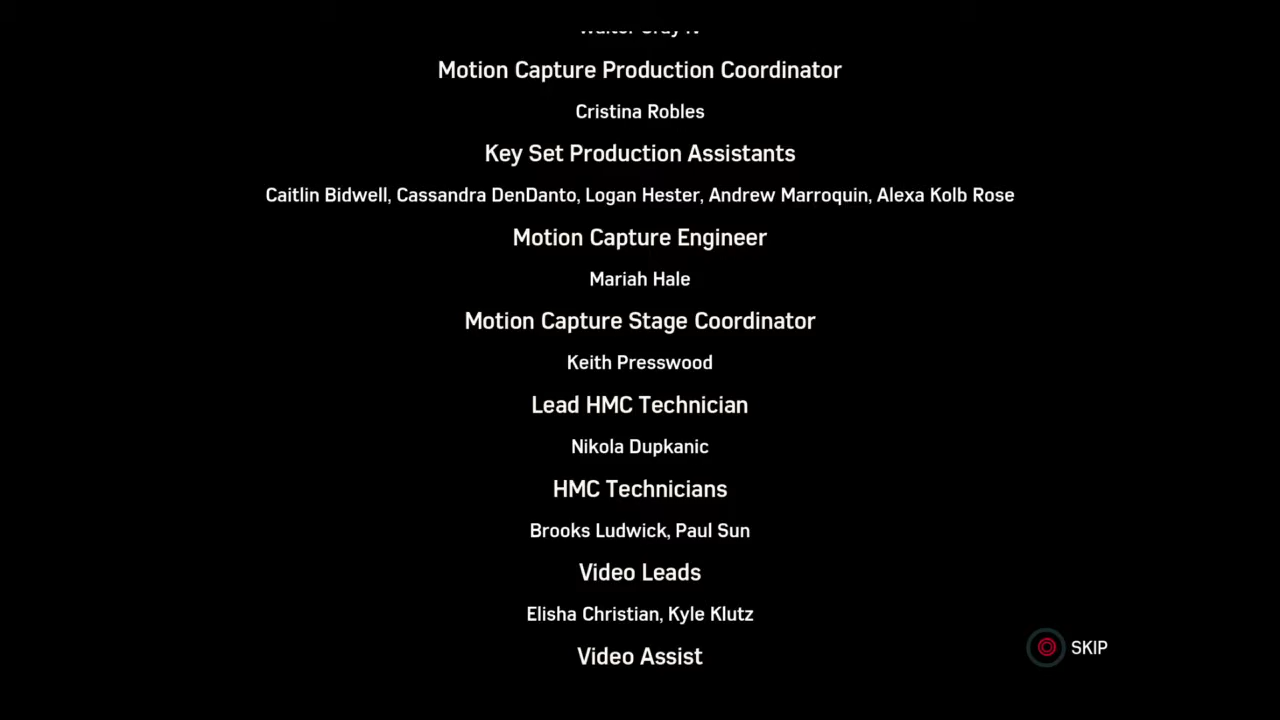 Motion Capture Production Coordinator
Cristina Robles
Key Set Production Assistants
Caitlin Bidwell, Cassandra DenDanto, Logan Hester, Andrew Marroquin, Alexa Kolb Rose
Motion Capture Engineer
Mariah Hale
Motion Capture Stage Coordinator
Keith Presswood
Lead HMC Technician
Nikola Dupkanic
HMC Technicians
Brooks Ludwick, Paul Sun
Video Leads
Elisha Christian, Kyle Klutz
SKIP
Video Assist